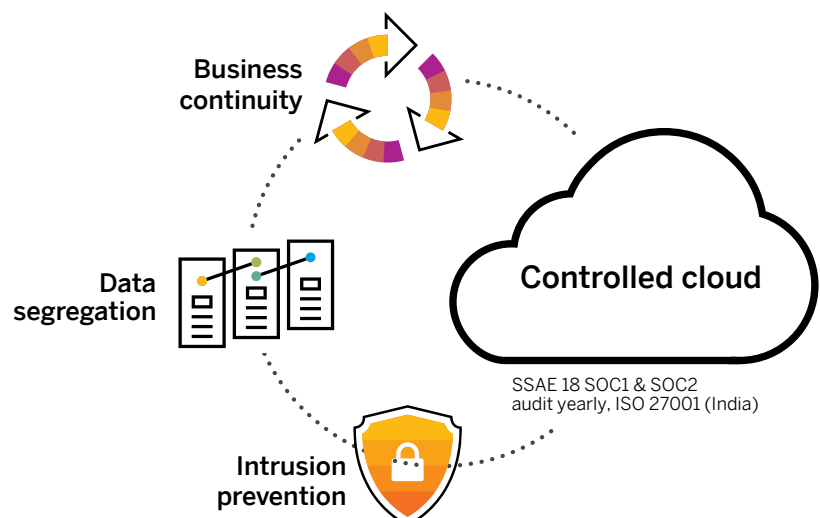 Business
continuity
Controlled cloud
Data
segregation
SSAE 18 SOC1 & SOC2
audit yearly, ISO 27001 (India)
Intrusion
prevention